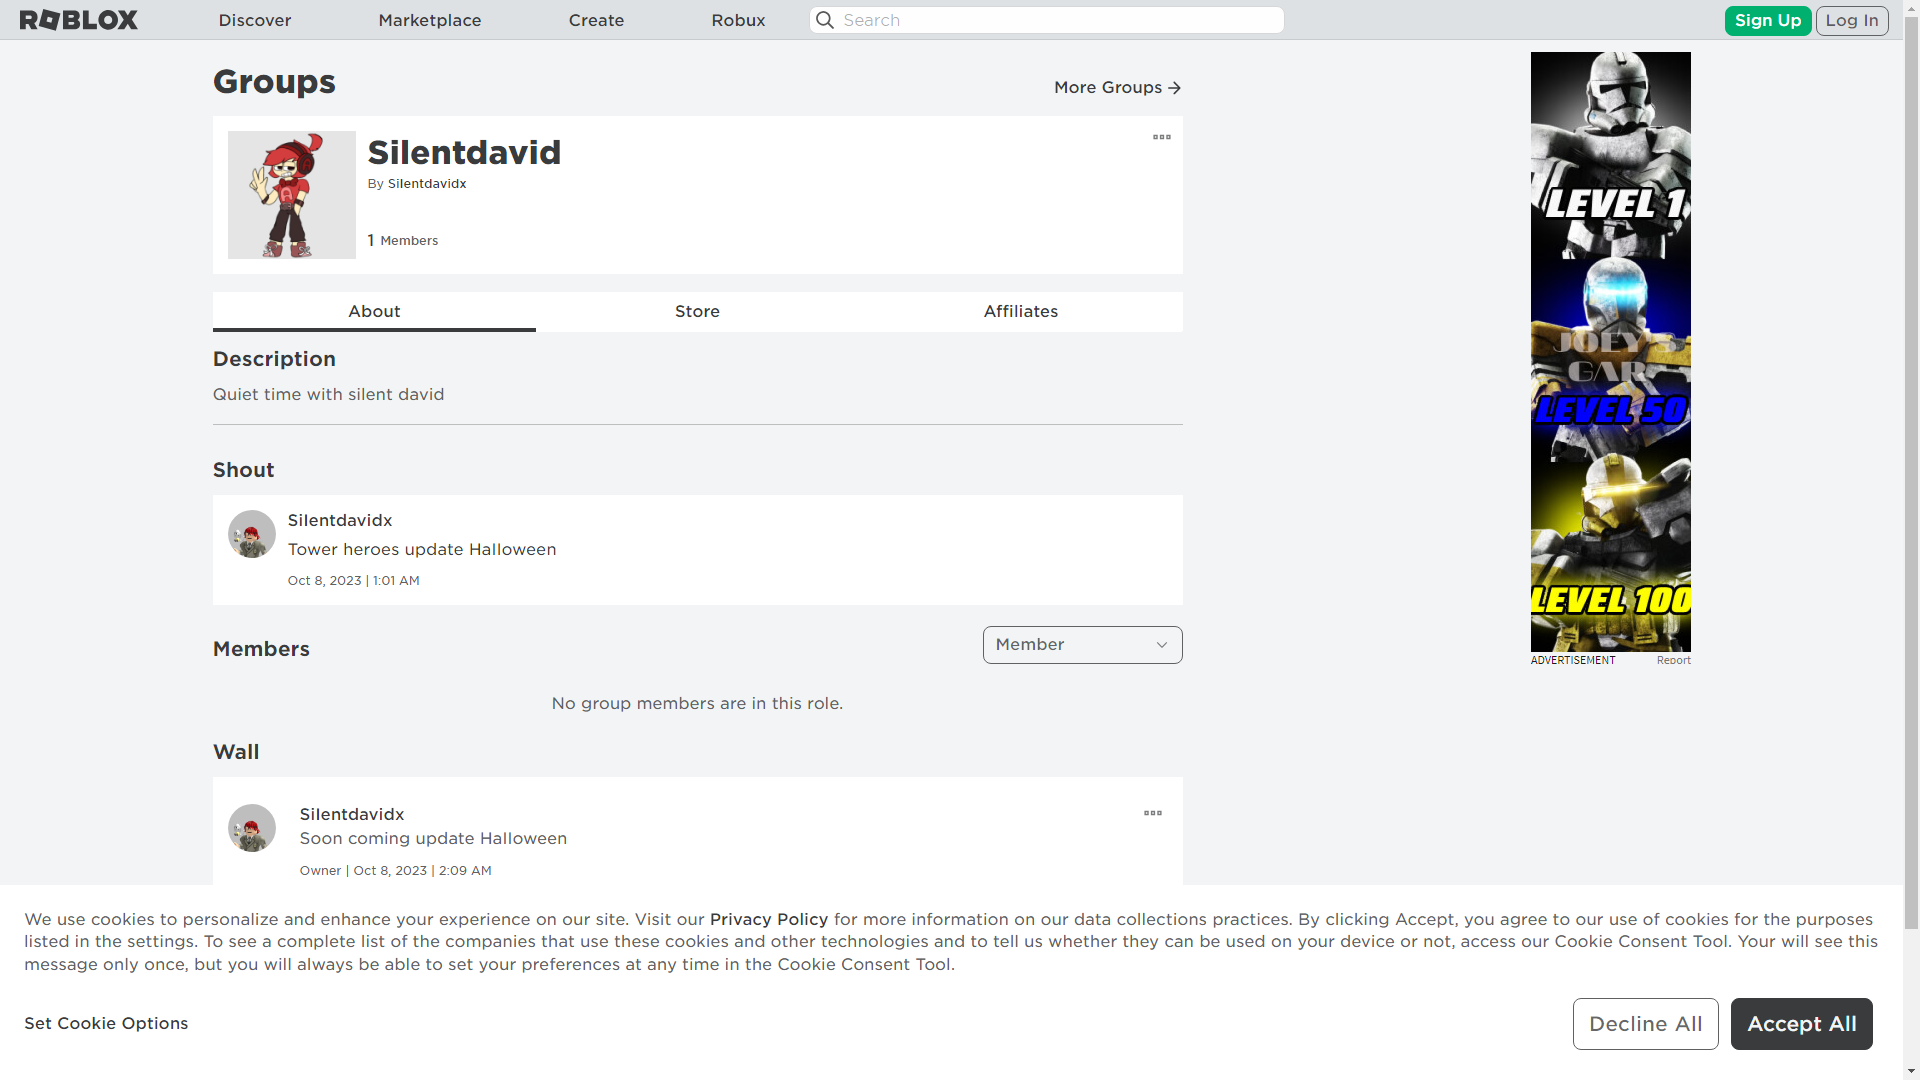 ROBLOX
Discover
Marketplace
Create
Robux
Search
Sign Up
Log In
Groups
More Groups
Silentdavid
By Silentdavidx
1 Members
About
Store
Affiliates
Description
Quiet time with silent david
Shout
Silentdavidx
Tower heroes update Halloween
Oct 8, 2023 | 1:01 AM
Members
Member
No group members are in this role.
Wall
Silentdavidx
Soon coming update Halloween
Owner | Oct 8, 2023 | 2:09 AM
LEVEL 1
JOEY'S
GAR
LEVEL 50
LEVEL 100
ADVERTISEMENT
Report
We use cookies to personalize and enhance your experience on our site. Visit our Privacy Policy for more information on our data collections practices. By clicking Accept, you agree to our use of cookies for the purposes
listed in the settings. To see a complete list of the companies that use these cookies and other technologies and to tell us whether they can be used on your device or not, access our Cookie Consent Tool. Your will see this
message only once, but you will always be able to set your preferences at any time in the Cookie Consent Tool.
Set Cookie Options
Decline All
Accept All